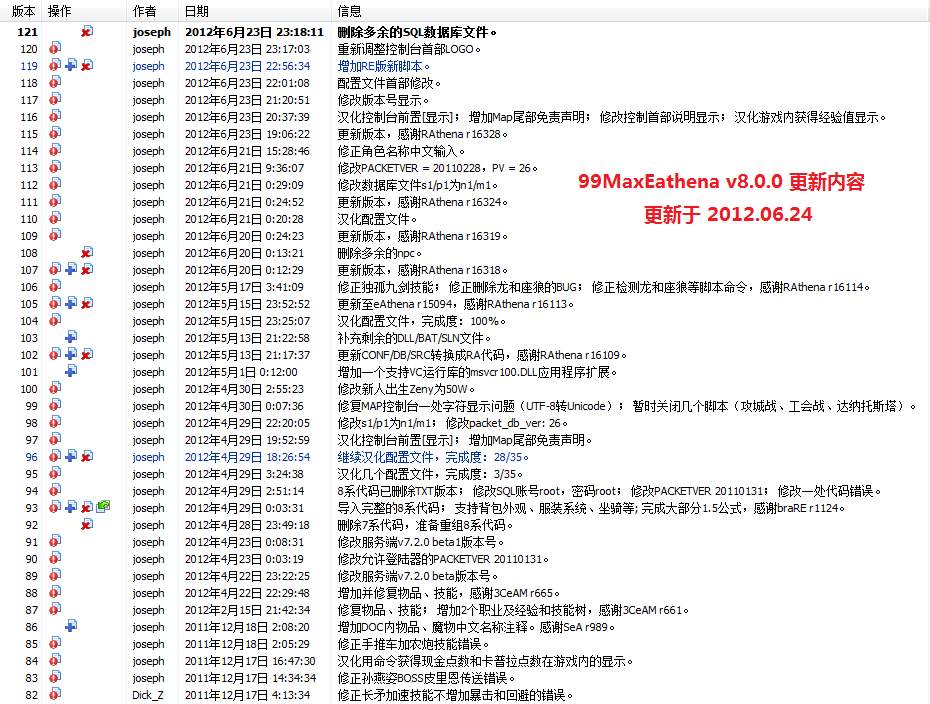 版本 操作 作者 日期 信息
121 joseph 2012年6月23日 23:18:11 删除多余的SQL数据库文件。
120 joseph 2012年6月23日 23:17:03 重新调整控制台首部LOGO。
119 joseph 2012年6月23日 22:56:34 增加RE版新脚本。
118 joseph 2012年6月23日 22:01:08 配置文件首部修改。
117 joseph 2012年6月23日 21:20:51 修改版本号显示。
116 joseph 2012年6月23日 20:37:39 汉化控制台前置[显示]； 增加Map尾部免责声明； 修改控制首部说明显示； 汉化游戏内获得经验值显示。
115 joseph 2012年6月23日 19:06:22 更新版本，感谢RAthena r16328。
114 joseph 2012年6月21日 15:28:46 修正角色名称中文输入。
113 joseph 2012年6月21日 9:36:07 修改PACKETVER = 20110228，PV = 26。
112 joseph 2012年6月21日 0:29:09 修改数据库文件s1/p1为n1/m1。
111 joseph 2012年6月21日 0:24:52 更新版本，感谢RAthena r16324。
110 joseph 2012年6月21日 0:20:28 汉化配置文件。
109 joseph 2012年6月20日 0:24:23 更新版本，感谢RAthena r16319。
108 joseph 2012年6月20日 0:13:21 删除多余的npc。
107 joseph 2012年6月20日 0:12:29 更新版本，感谢RAthena r16318。
106 joseph 2012年5月17日 3:41:09 修正独孤九剑技能； 修正删除龙和座狼的BUG； 修正检测龙和座狼等脚本命令，感谢RAthena r16114。
105 joseph 2012年5月15日 23:52:52 更新至eAthena r15094，感谢RAthena r16113。
104 joseph 2012年5月15日 23:25:07 汉化配置文件，完成度：100%。
103 joseph 2012年5月13日 21:22:58 补充剩余的DLL/BAT/SLN文件。
102 joseph 2012年5月13日 21:17:37 更新CONF/DB/SRC转换成RA代码，感谢RAthena r16109。
101 joseph 2012年5月1日 0:12:00 增加一个支持VC运行库的msvcr100.DLL应用程序扩展。
100 joseph 2012年4月30日 2:55:23 修改新人出生Zeny为50W。
99 joseph 2012年4月30日 0:07:36 修复MAP控制台一处字符显示问题（UTF-8转Unicode）； 暂时关闭几个脚本（攻城战、工会战、达纳托斯塔）。
98 joseph 2012年4月29日 22:20:05 修改s1/p1为n1/m1； 修改packet_db_ver: 26。
97 joseph 2012年4月29日 19:52:59 汉化控制台前置[显示]； 增加Map尾部免责声明。
96 joseph 2012年4月29日 18:26:54 继续汉化配置文件，完成度：28/35。
95 joseph 2012年4月29日 3:24:38 汉化几个配置文件，完成度：3/35。
94 joseph 2012年4月29日 2:51:14 8系代码已删除TXT版本； 修改SQL账号root，密码root； 修改PACKETVER 20110131； 修改一处代码错误。
93 joseph 2012年4月29日 0:03:31 导入完整的8系代码； 支持背包外观、服装系统、坐骑等; 完成大部分1.5公式，感谢braRE r1124。
92 joseph 2012年4月28日 23:49:18 删除7系代码，准备重组8系代码。
91 joseph 2012年4月23日 0:08:31 修改服务端v7.2.0 beta1版本号。
90 joseph 2012年4月23日 0:03:19 修改允许登陆器的PACKETVER 20110131。
89 joseph 2012年4月22日 23:22:25 修改服务端v7.2.0 beta版本号。
88 joseph 2012年4月22日 22:29:48 增加并修复物品、技能，感谢3CeAM r665。
87 joseph 2012年2月15日 21:42:34 修复物品、技能； 增加2个职业及经验和技能树，感谢3CeAM r661。
86 joseph 2011年12月18日 2:08:20 增加DOC内物品、魔物中文名称注释。感谢SeA r989。
85 joseph 2011年12月18日 2:05:29 修正手推车加农炮技能错误。
84 joseph 2011年12月17日 16:47:30 汉化用命令获得现金点数和卡普拉点数在游戏内的显示。
83 joseph 2011年12月17日 14:34:34 修正孙燕姿BOSS皮里恩传送错误。
82 Dick_Z 2011年12月17日 4:13:34 修正长矛加速技能不增加暴击和回避的错误。
99MaxEathena v8.0.0 更新内容
更新于 2012.06.24